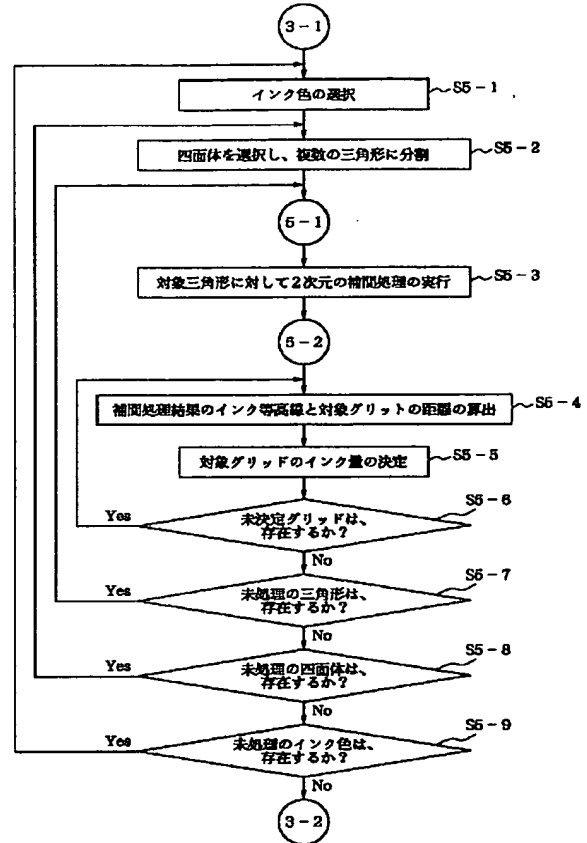 3-1
インク色の選択
S5-1
四面体を選択し、複数の三角形に分割
S5-2
5-1
対象三角形に対して2次元の補間処理の実行
S5-3
5-2
補間処理結果のインク等高線と対象グリットの距離の算出
S5-4
対象グリッドのインク量の決定
S5-5
未決定グリッドは、
存在するか?
S5-6
Yes
No
未処理の三角形は、
存在するか?
S5-7
Yes
No
未処理の四面体は、
存在するか?
S5-8
Yes
No
未処理のインク色は、
存在するか?
S5-9
Yes
No
3-2